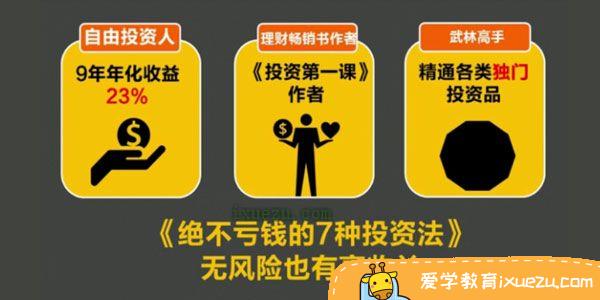 自由投资人
9年年化收益
23%
理财畅销书作者
《投资第一课》
作者
武林高手
精通各类独门
投资品
ixuezu.com
《绝不亏钱的7种投资法》
无风险也有高收益
爱学教育ixuezu.com